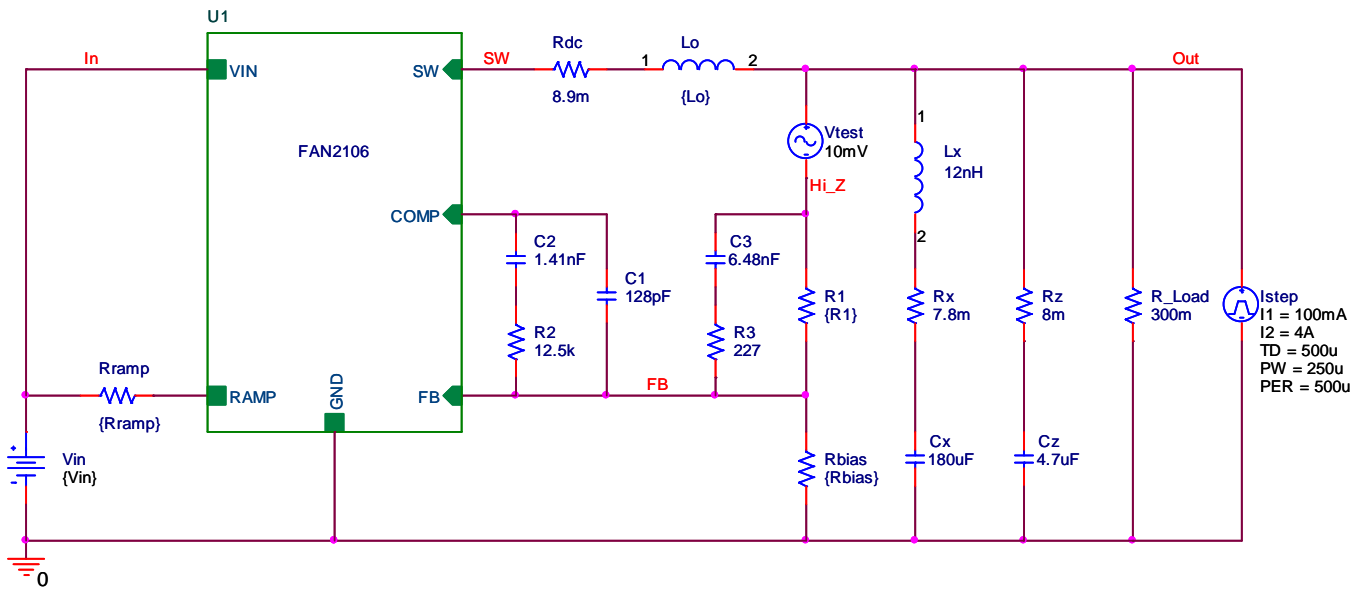 U1
In
VIN
SW
SW
Rdc
8.9m
1
Lo
2
{Lo}
Out
FAN2106
Vtest
10mV
Hi_Z
1
Lx
12nH
2
COMP
C2
1.41nF
C1
128pF
C3
6.48nF
R2
12.5k
R3
227
R1
{R1}
Rx
7.8m
Rz
8m
R_Load
300m
Istep
I1 = 100mA
I2 = 4A
TD = 500u
PW = 250u
PER = 500u
Rramp
{Rramp}
RAMP
GND
FB
FB
Vin
{Vin}
Rbias
{Rbias}
Cx
180uF
Cz
4.7uF
0